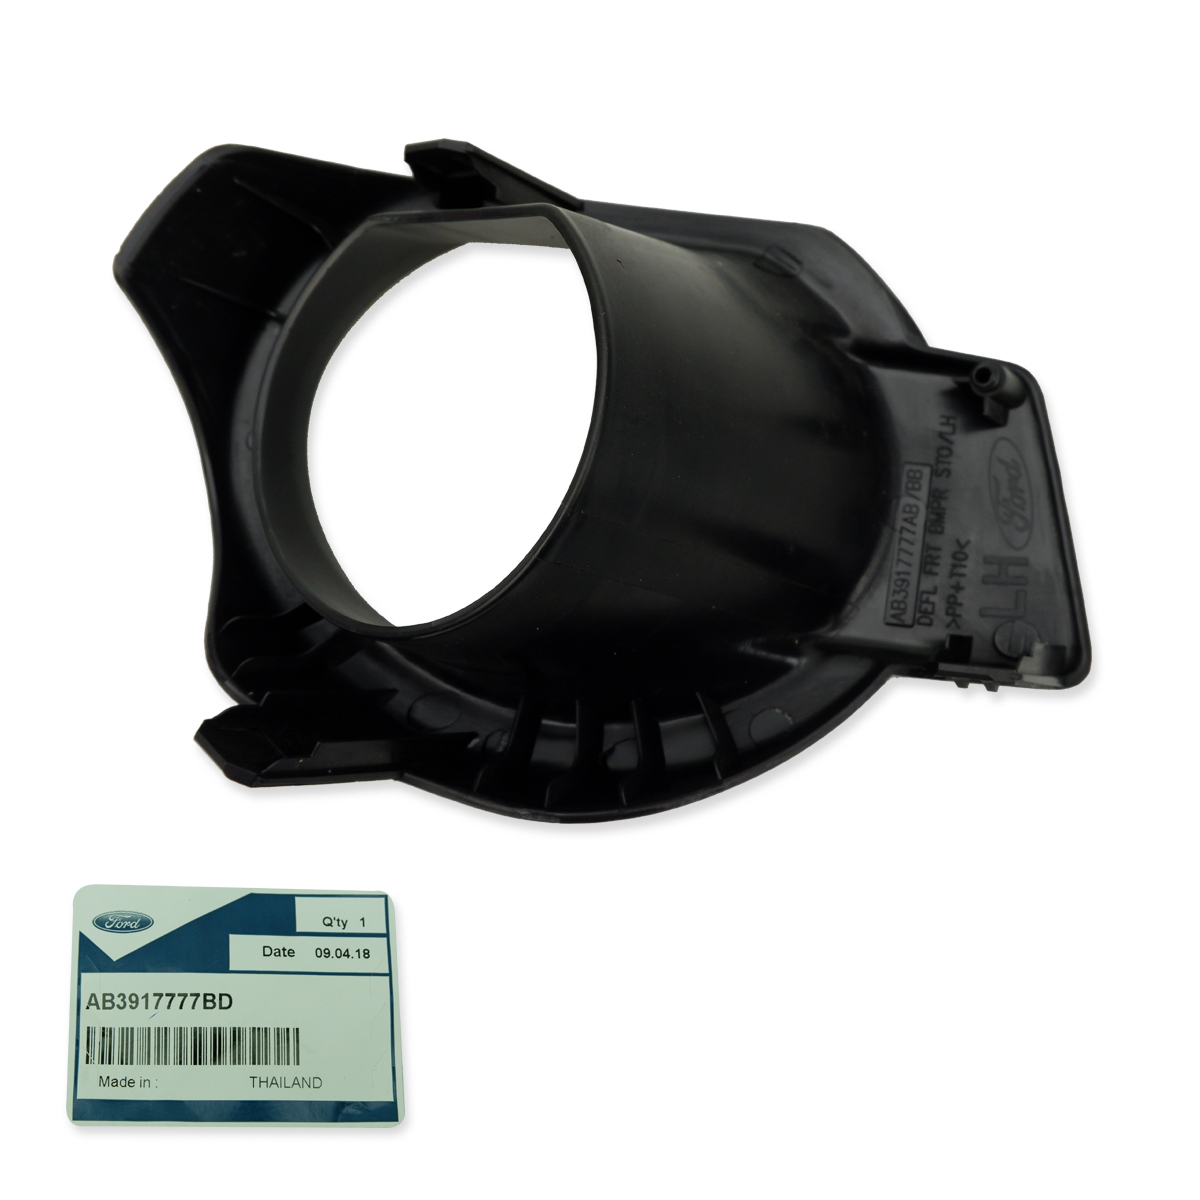 AB3917777AB/BB
DEFL FRT BMPR STO/LH
>PP+T10<
LH
Ford
Ford
Q'ty 1
Date 09.04.18
AB3917777BD
Made in : THAILAND